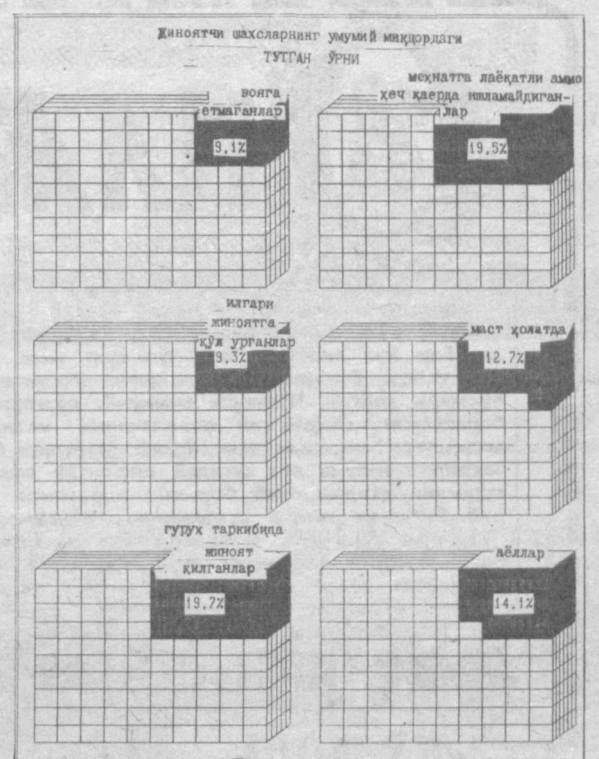 Жиноятчи шахсларнинг умумий миқдордаги
ТУТГАН ЎРНИ
вояга
етмаганлар
9.1%
меҳнатга лаёқатли аммо
ҳеч қаерда ишламайдиган-
лар
19.5%
илгари
жиноятга
қўл урганлар
9.3%
маст ҳолатда
12.7%
гуруҳ таркибида
жиноят
қилганлар
19.7%
аёллар
14.1%